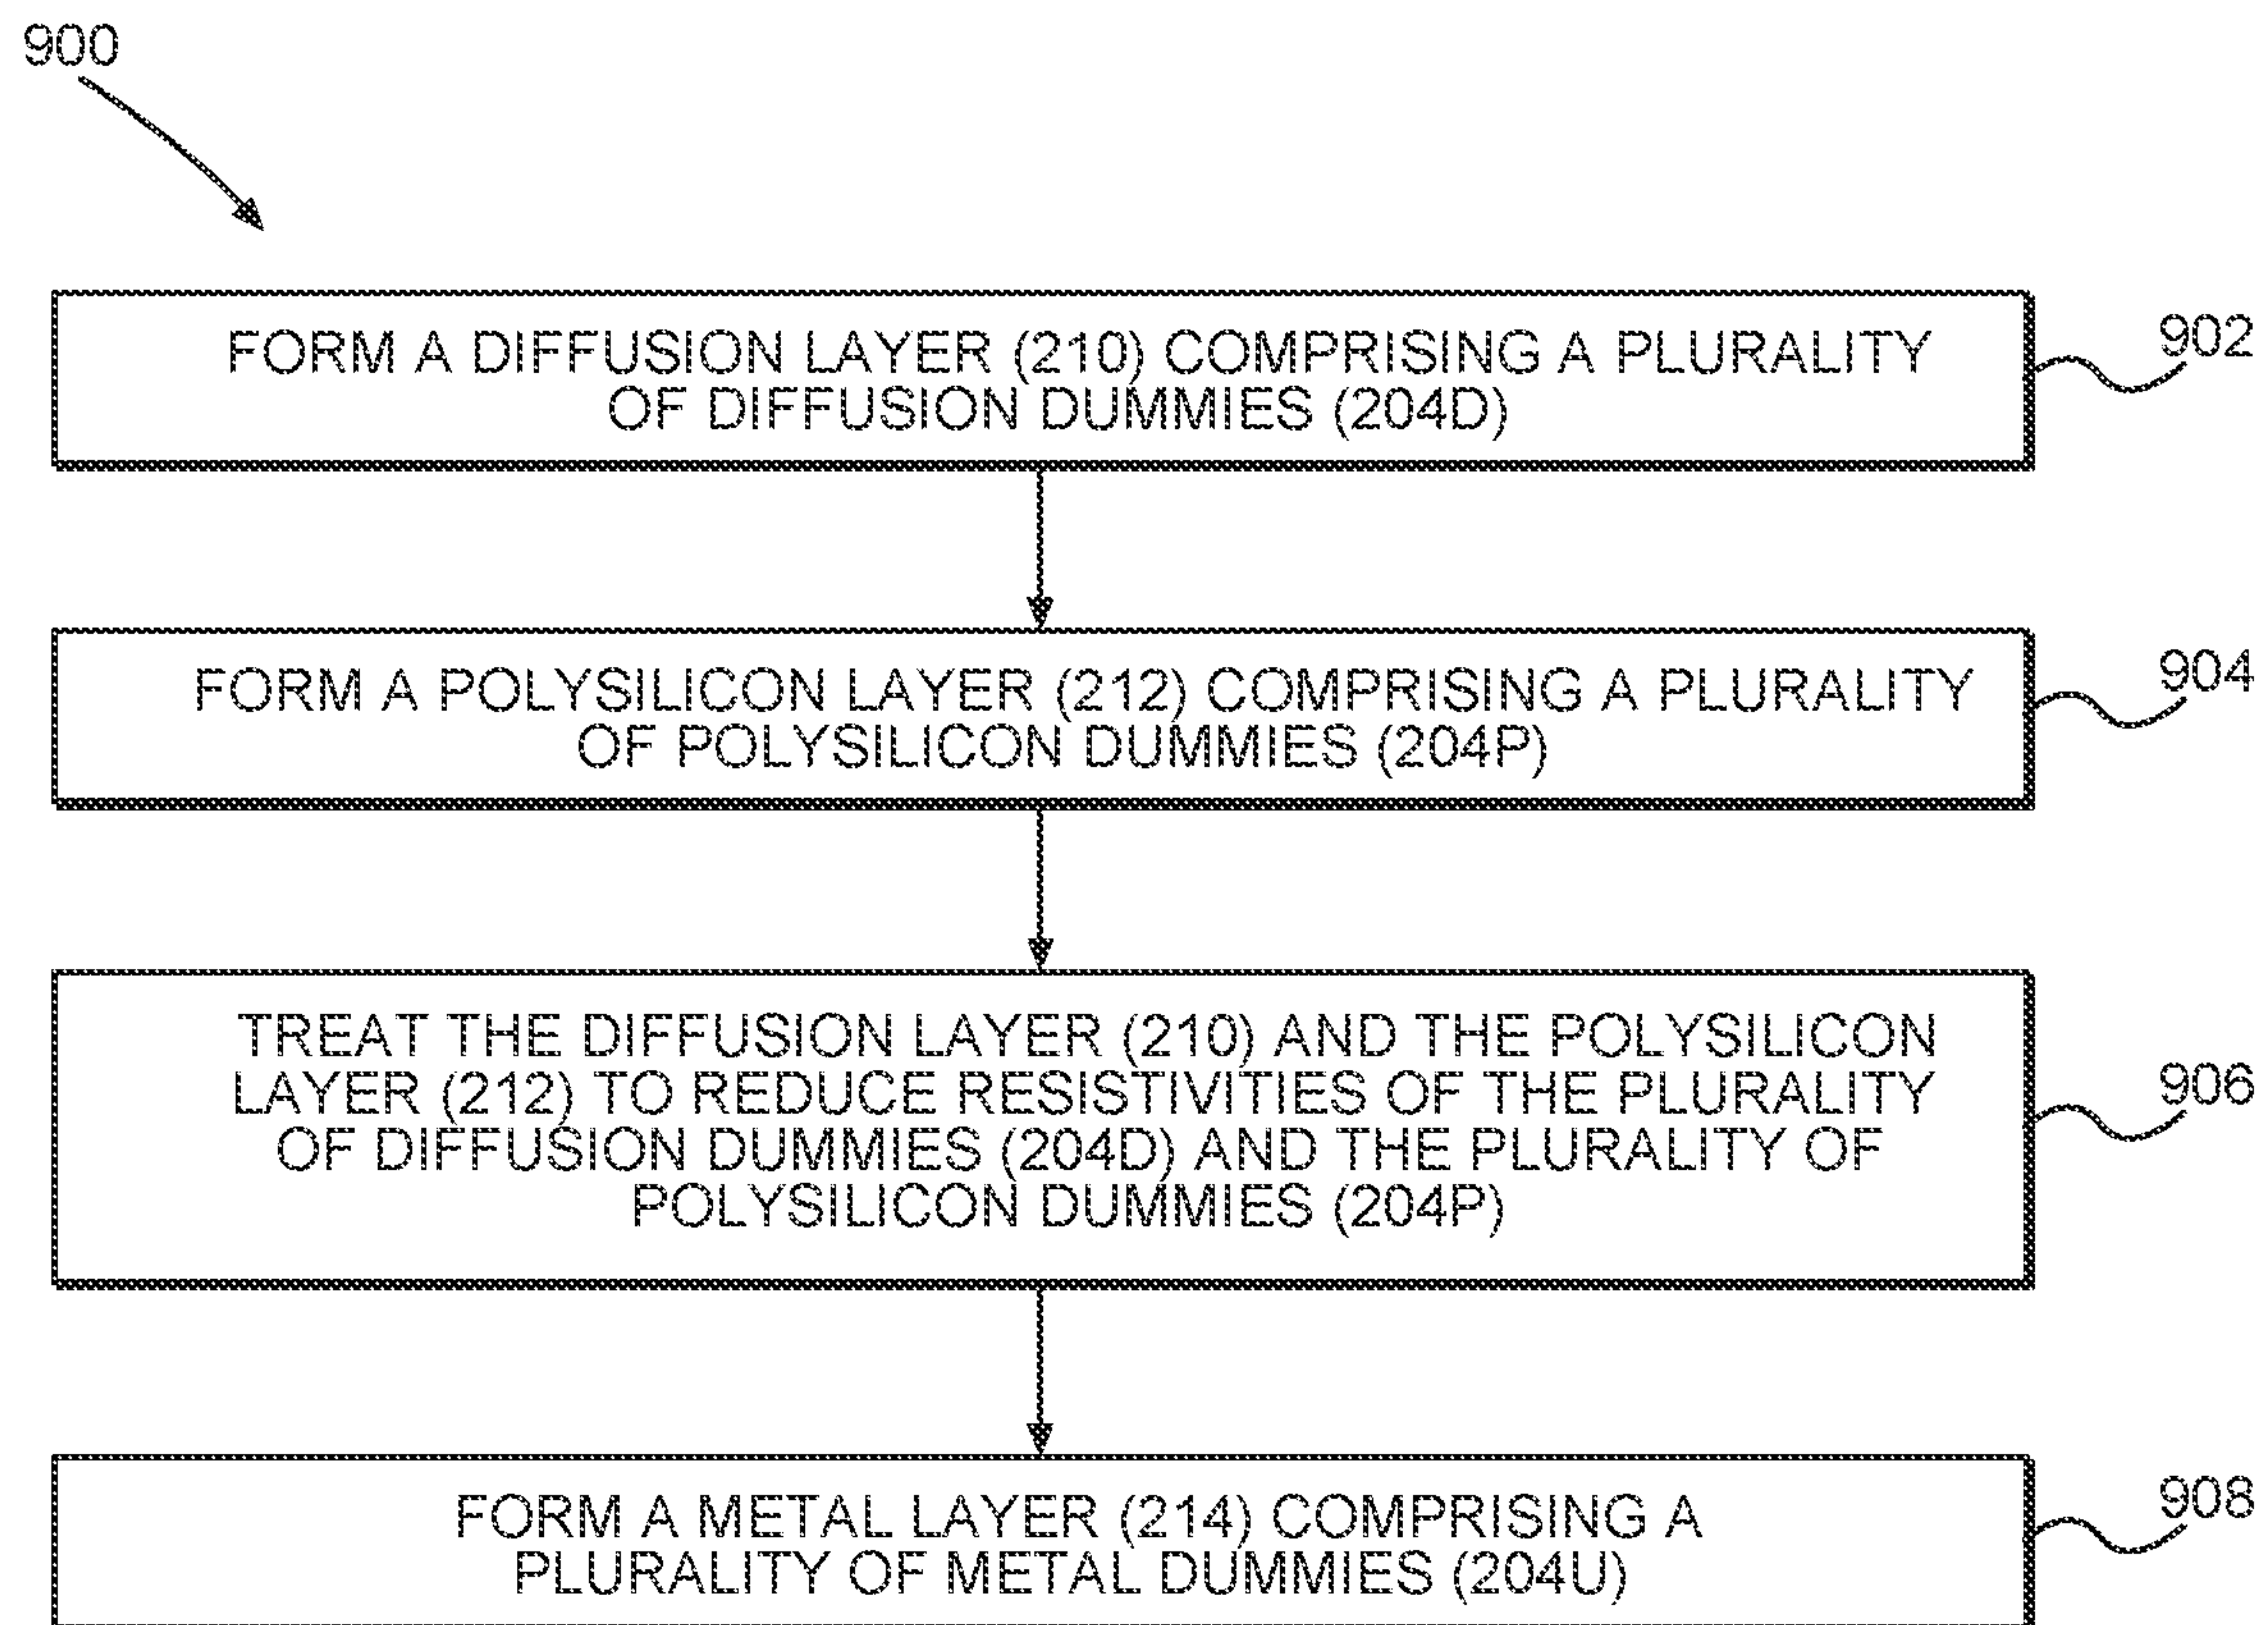 900
FORM A DIFFUSION LAYER (210) COMPRISING A PLURALITY
OF DIFFUSION DUMMIES (204D)
902
FORM A POLYSILICON LAYER (212) COMPRISING A PLURALITY
OF POLYSILICON DUMMIES (204P)
904
TREAT THE DIFFUSION LAYER (210) AND THE POLYSILICON
LAYER (212) TO REDUCE RESISTIVITIES OF THE PLURALITY
OF DIFFUSION DUMMIES (204D) AND THE PLURALITY OF
POLYSILICON DUMMIES (204P)
906
FORM A METAL LAYER (214) COMPRISING A
PLURALITY OF METAL DUMMIES (204U)
908